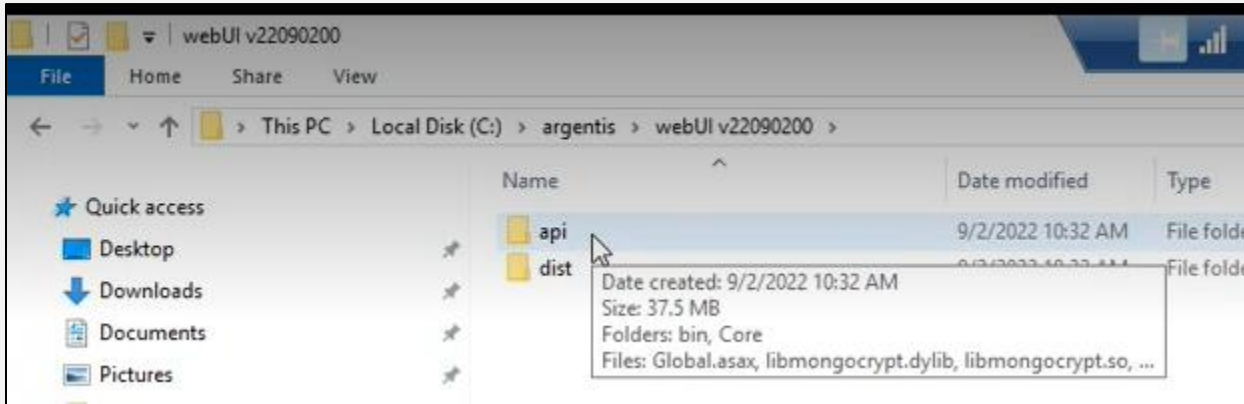 webUI v22090200
File Home Share View
This PC > Local Disk (C:) > argentis > webUI v22090200 >
Name Date modified Type
Quick access
Desktop
Downloads
Documents
Pictures
api 9/2/2022 10:32 AM File folde
dist File folde
Date created: 9/2/2022 10:32 AM
Size: 37.5 MB
Folders: bin, Core
Files: Global.asax, libmongocrypt.dylib, libmongocrypt.so, ...